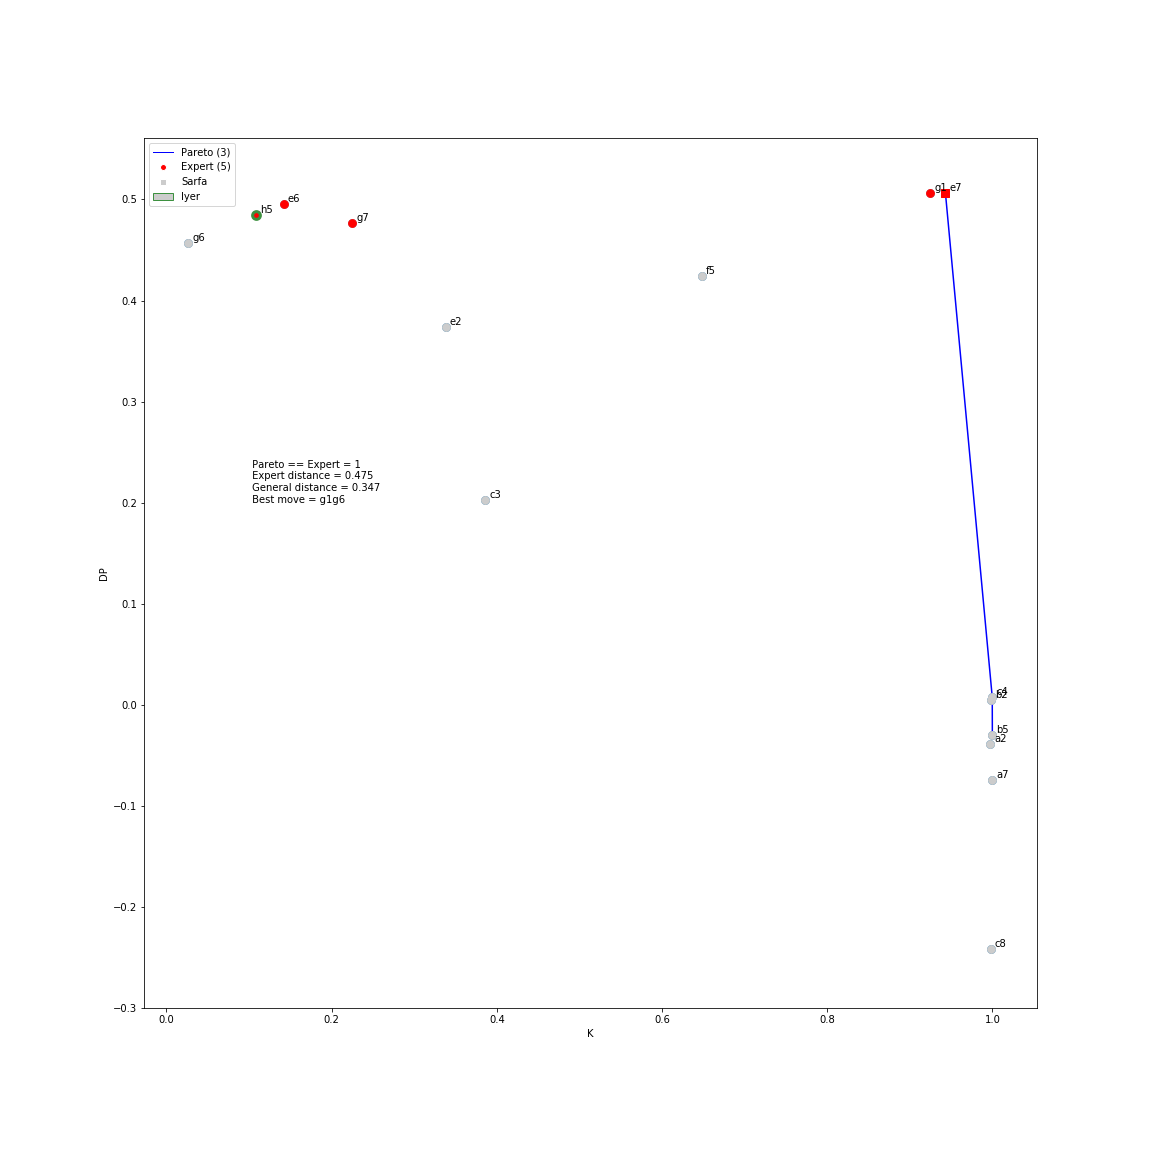 Pareto (3)
Expert (5)
Sarfa
Iyer
g1
e7
e6
h5
g7
g6
f5
e2
c3
c4
b2
b5
a2
a7
c8
Pareto == Expert = 1
Expert distance = 0.475
General distance = 0.347
Best move = g1g6
0.5
0.4
0.3
0.2
0.1
0.0
−0.1
−0.2
−0.3
DP
0.0 0.2 0.4 0.6 0.8 1.0
K